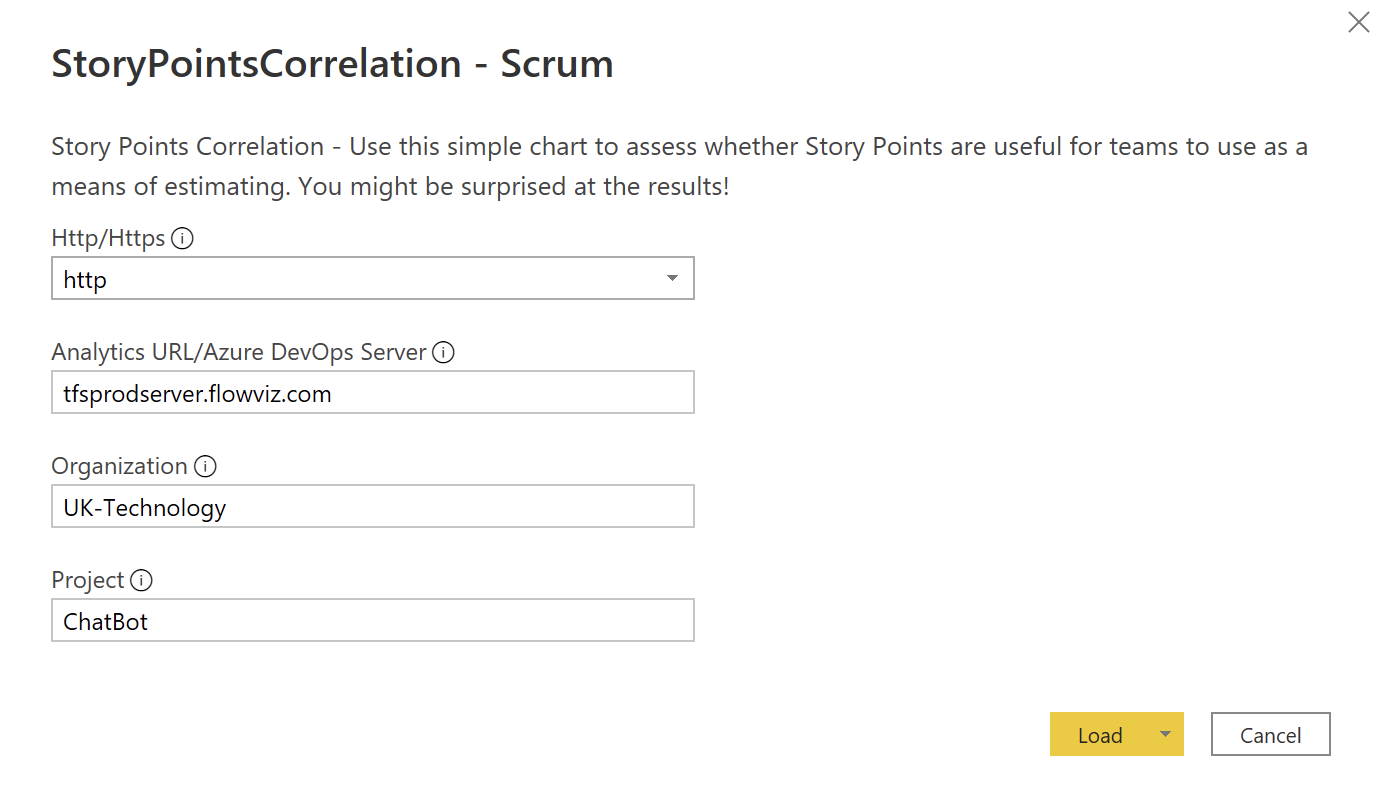 StoryPointsCorrelation - Scrum
Story Points Correlation - Use this simple chart to assess whether Story Points are useful for teams to use as a
means of estimating. You might be surprised at the results!
Http/Https
http
Analytics URL/Azure DevOps Server
tfsprodserver.flowviz.com
Organization
UK-Technology
Project
ChatBot
Load
Cancel